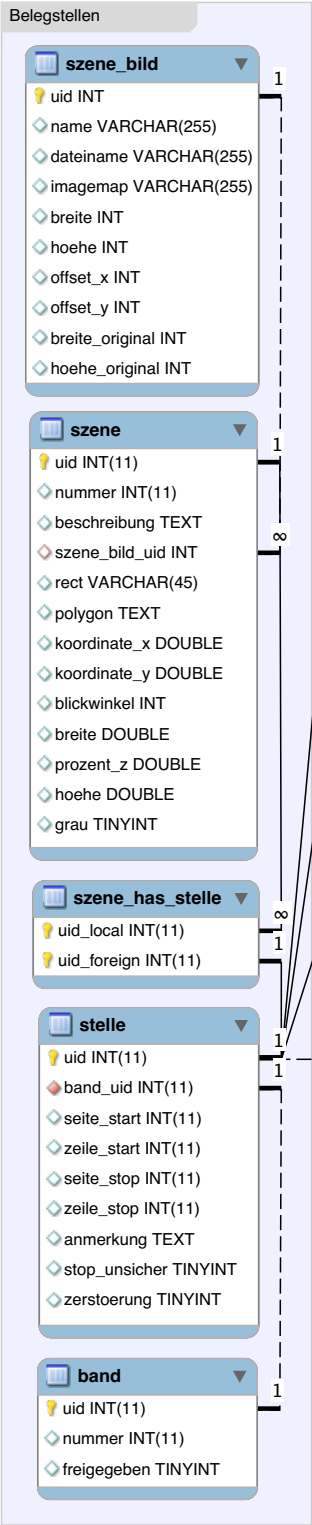 Belegstellen
szene_bild
1
uid INT
name VARCHAR(255)
dateiname VARCHAR(255)
imagemap VARCHAR(255)
breite INT
hoehe INT
offset_x INT
offset_y INT
breite_original INT
hoehe_original INT
szene
1
uid INT(11)
nummer INT(11)
beschreibung TEXT
∞
szene_bild_uid INT
rect VARCHAR(45)
polygon TEXT
koordinate_x DOUBLE
koordinate_y DOUBLE
blickwinkel INT
breite DOUBLE
prozent_z DOUBLE
hoehe DOUBLE
grau TINYINT
szene_has_stelle
∞
uid_local INT(11)
1
uid_foreign INT(11)
stelle
1
uid INT(11)
1
band_uid INT(11)
seite_start INT(11)
zeile_start INT(11)
seite_stop INT(11)
zeile_stop INT(11)
anmerkung TEXT
stop_unsicher TINYINT
zerstoerung TINYINT
band
1
uid INT(11)
nummer INT(11)
freigegeben TINYINT